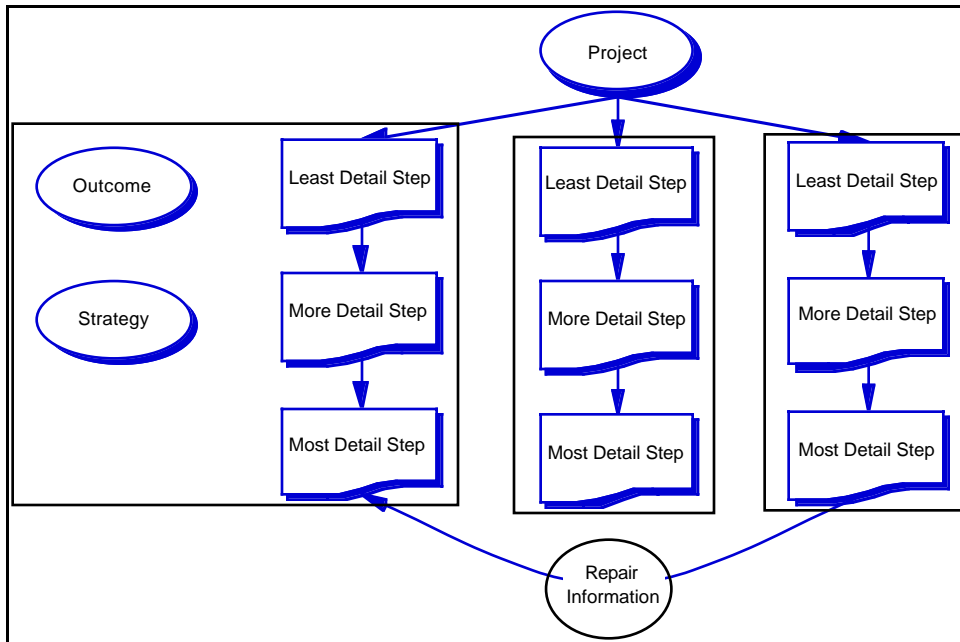 Project
Outcome
Least Detail Step
Least Detail Step
Least Detail Step
Strategy
More Detail Step
More Detail Step
More Detail Step
Most Detail Step
Most Detail Step
Most Detail Step
Repair
Information